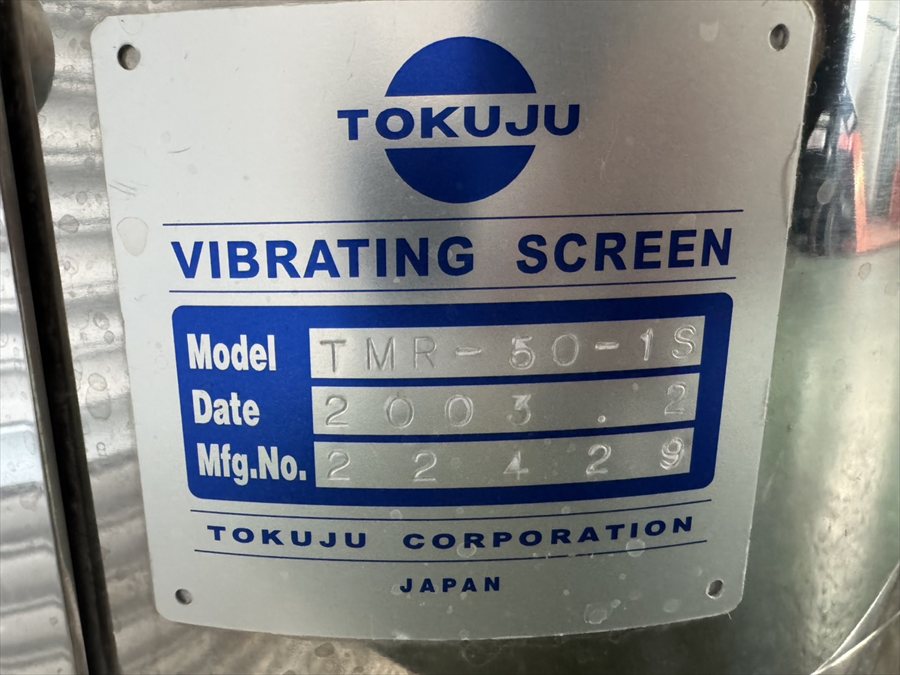 TOKUJU
VIBRATING SCREEN
Model TMR-50-1S
Date 2003.2
Mfg.No. 22429
TOKUJU CORPORATION
JAPAN